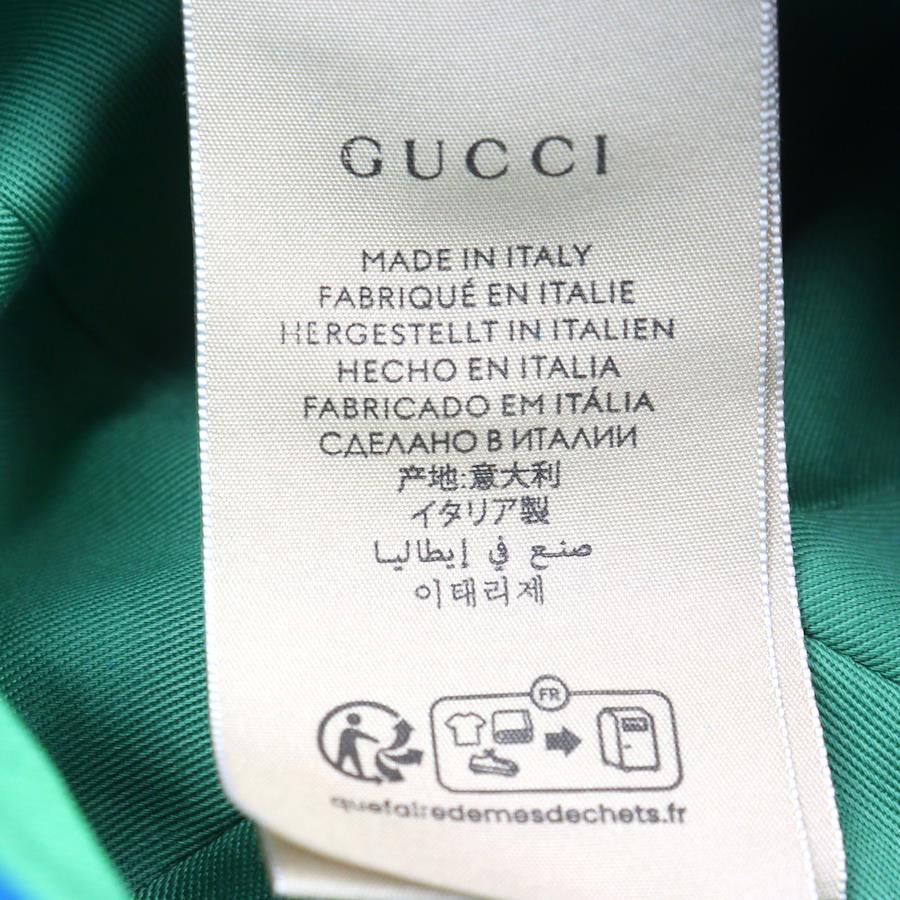 GUCCI
MADE IN ITALY
FABRIQUÉ EN ITALIE
HERGESTELLT IN ITALIEN
HECHO EN ITALIA
FABRICADO EM ITÁLIA
СДЕЛАНО В ИТАЛИИ
产地:意大利
イタリア製
صنع في إيطاليا
이태리제
FR
quefairedemesdechets.fr